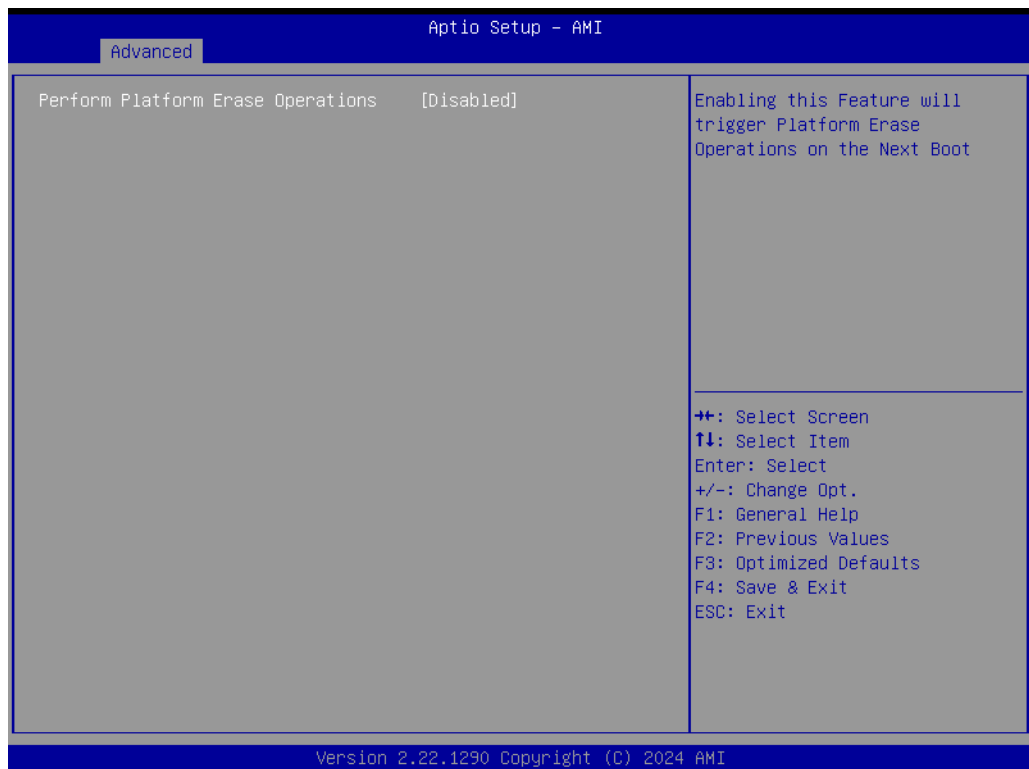 Aptio Setup – AMI
Advanced
Perform Platform Erase Operations [Disabled]
Enabling this Feature will
trigger Platform Erase
Operations on the Next Boot
→←: Select Screen
↑↓: Select Item
Enter: Select
+/-: Change Opt.
F1: General Help
F2: Previous Values
F3: Optimized Defaults
F4: Save & Exit
ESC: Exit
Version 2.22.1290 Copyright (C) 2024 AMI